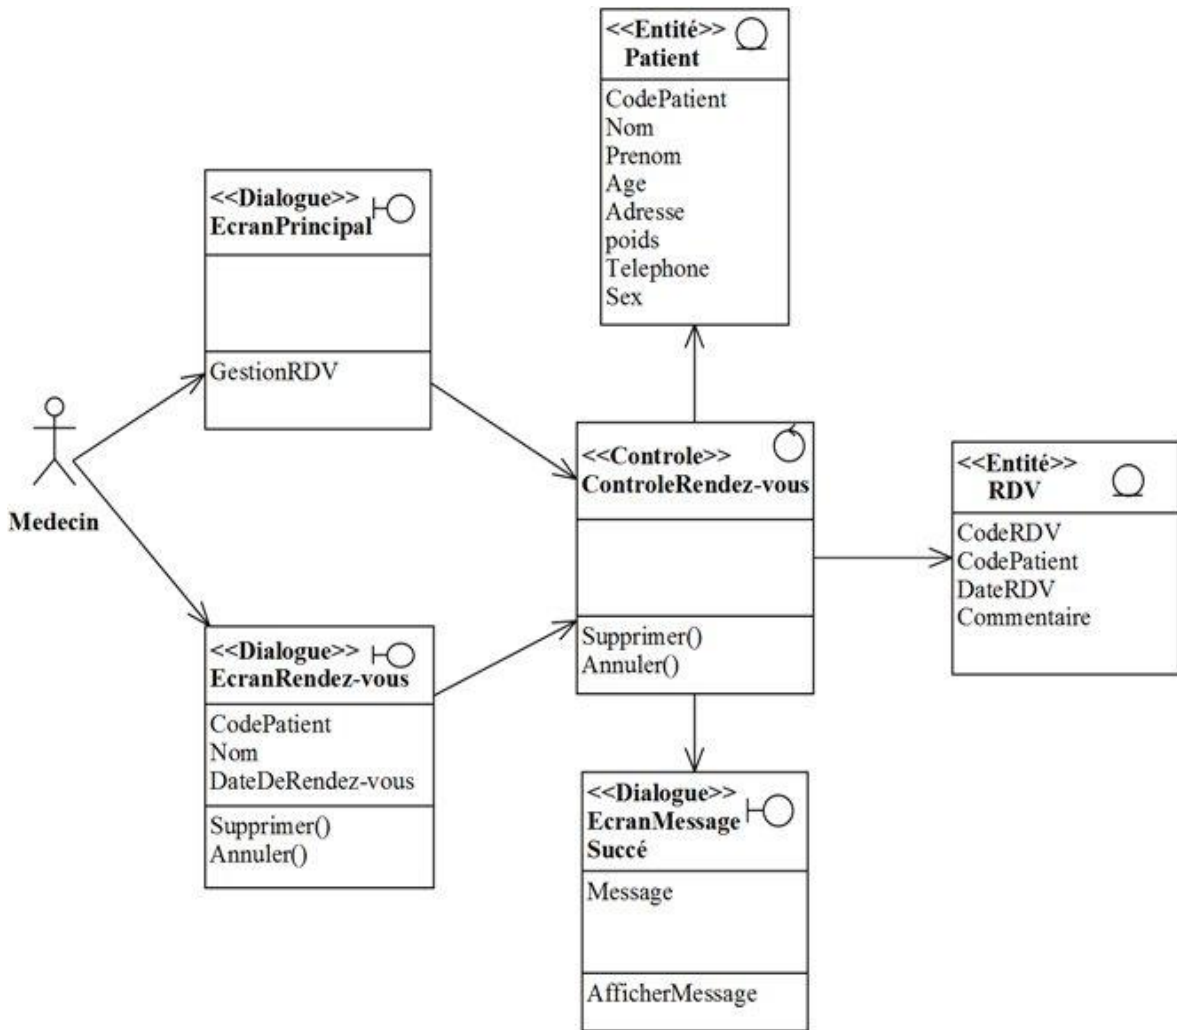 <<Entité>>
Patient
CodePatient
Nom
Prenom
Age
Adresse
poids
Telephone
Sex
<<Dialogue>>
EcranPrincipal
GestionRDV
Medecin
<<Controle>>
ControleRendez-vous
Supprimer()
Annuler()
<<Entité>>
RDV
CodeRDV
CodePatient
DateRDV
Commentaire
<<Dialogue>>
EcranRendez-vous
CodePatient
Nom
DateDeRendez-vous
Supprimer()
Annuler()
<<Dialogue>>
EcranMessage
Succé
Message
AfficherMessage